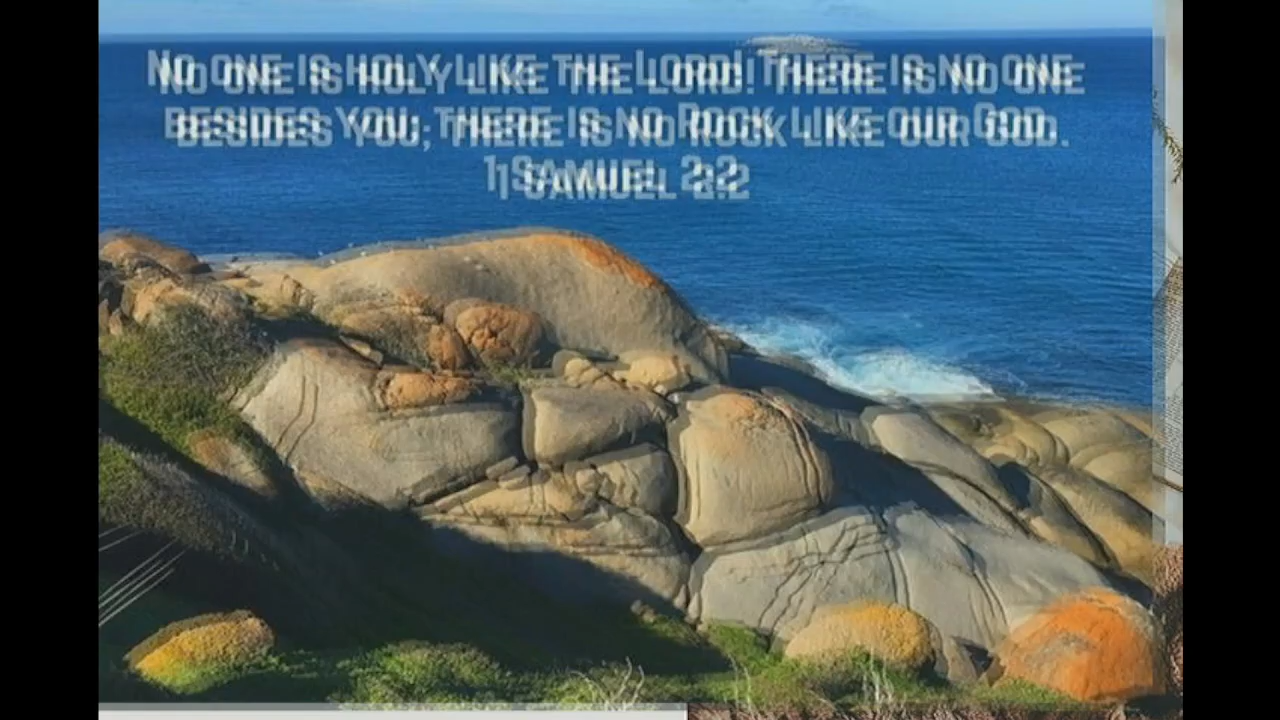 No one is holy like the Lord! There is no one
besides you; there is no Rock like our God.
1 Samuel 2:2